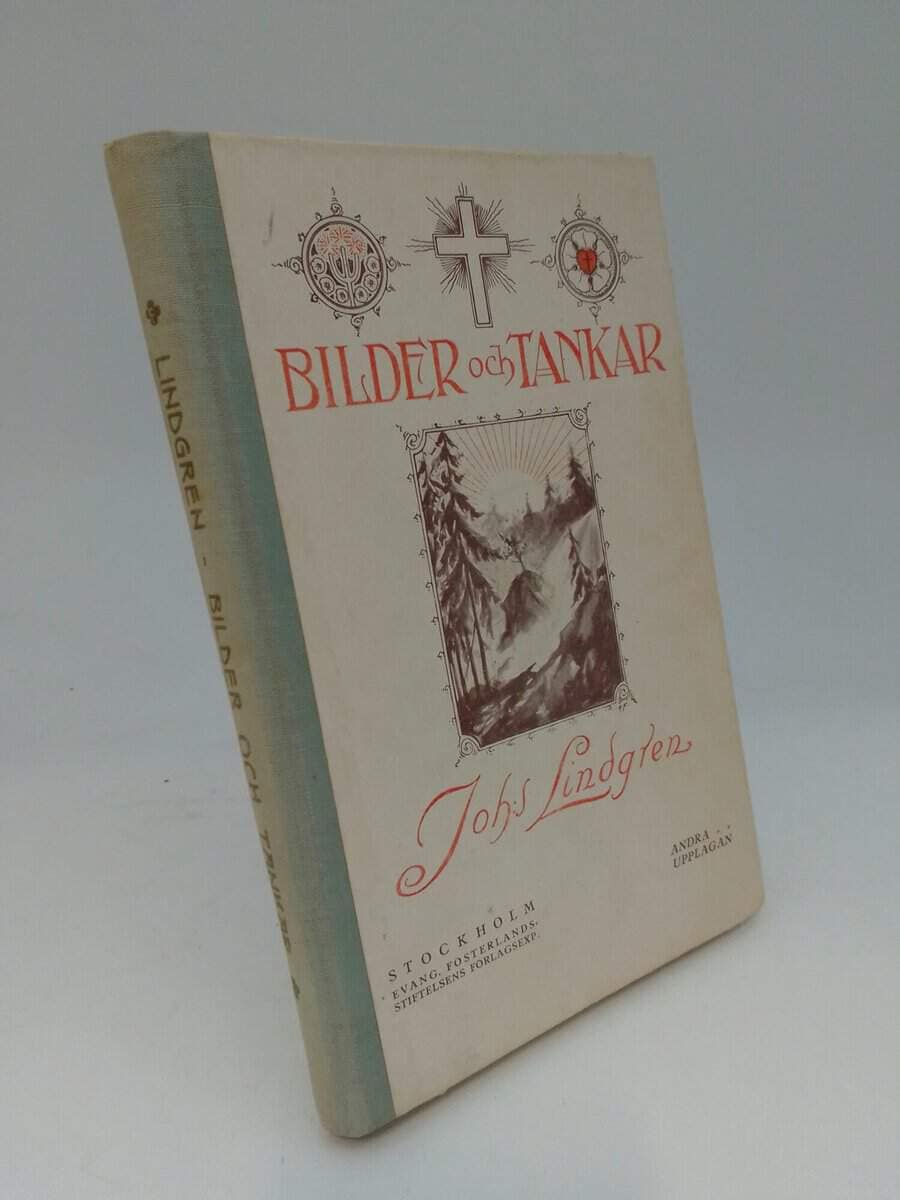 LINDGREN - BILDER OCH TANKAR
BILDER och TANKAR
Joh:s Lindgren
ANDRA
UPPLAGAN
STOCKHOLM
EVANG. FOSTERLANDS-
STIFTELSENS FÖRLAGSEXP.